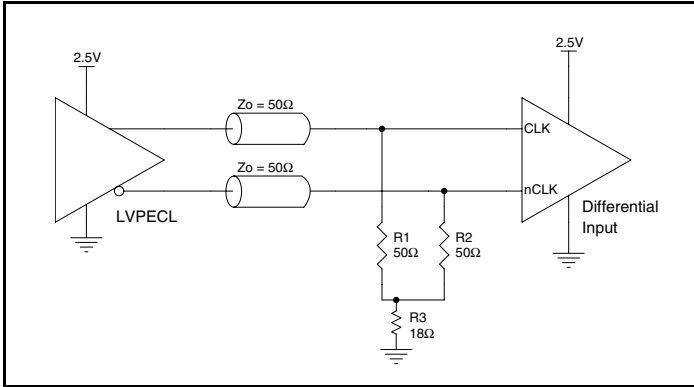 2.5V
2.5V
Zo = 50Ω
CLK
Zo = 50Ω
nCLK
LVPECL
Differential
Input
R1
50Ω
R2
50Ω
R3
18Ω